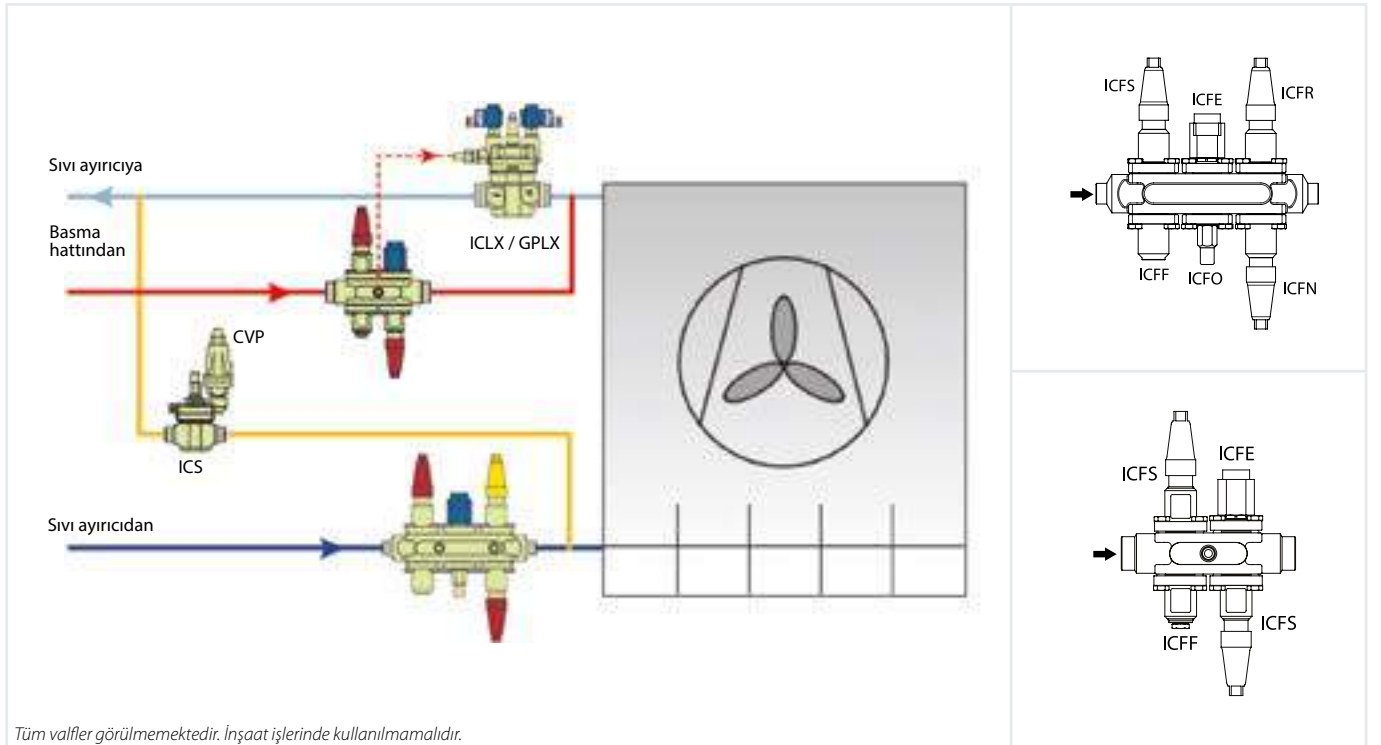 Sıvı ayırıcıya
Basma
hattından
ICLX / GPLX
CVP
ICS
Sıvı ayırıcıdan
Tüm valfler görülmemektedir. İnşaat işlerinde kullanılmamalıdır.
ICFS
ICFE
ICFR
ICFF
ICFO
ICFN
ICFS
ICFE
ICFF
ICFS